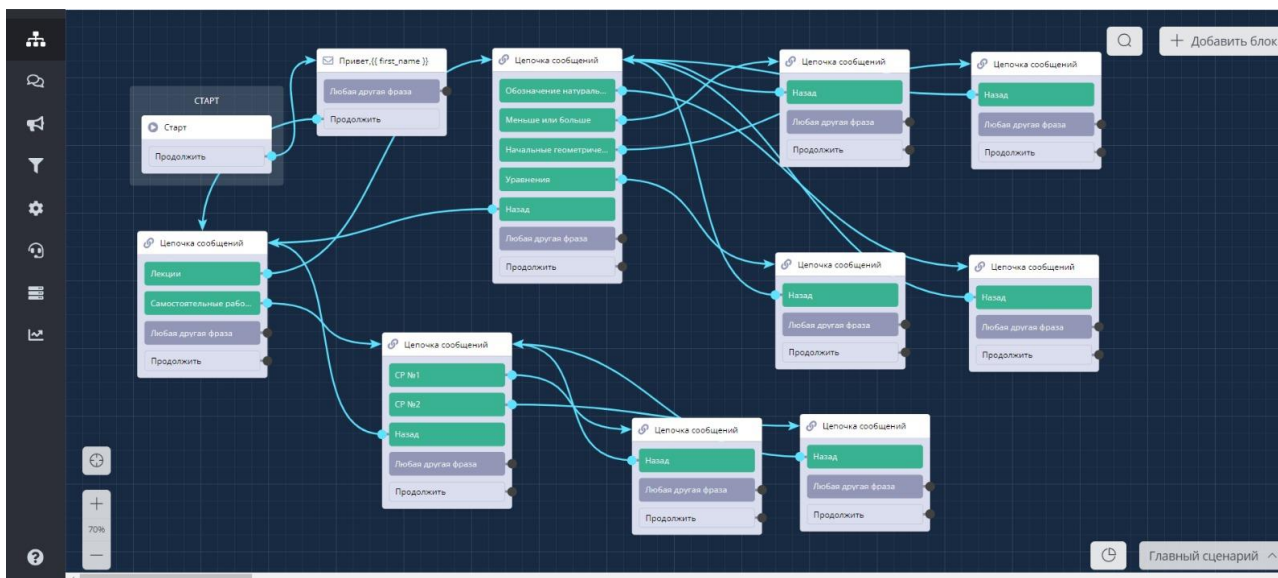 + Добавить блок
СТАРТ
Старт
Продолжить
Привет,{{ first_name }}
Любая другая фраза
Продолжить
Цепочка сообщений
Обозначение натураль...
Меньше или больше
Начальные геометриче...
Уравнения
Назад
Любая другая фраза
Продолжить
Цепочка сообщений
Назад
Любая другая фраза
Продолжить
Цепочка сообщений
Назад
Любая другая фраза
Продолжить
Цепочка сообщений
Лекции
Самостоятельные рабо...
Любая другая фраза
Продолжить
Цепочка сообщений
Назад
Любая другая фраза
Продолжить
Цепочка сообщений
Назад
Любая другая фраза
Продолжить
Цепочка сообщений
СР №1
СР №2
Назад
Любая другая фраза
Продолжить
Цепочка сообщений
Назад
Любая другая фраза
Продолжить
Цепочка сообщений
Назад
Любая другая фраза
Продолжить
70%
Главный сценарий